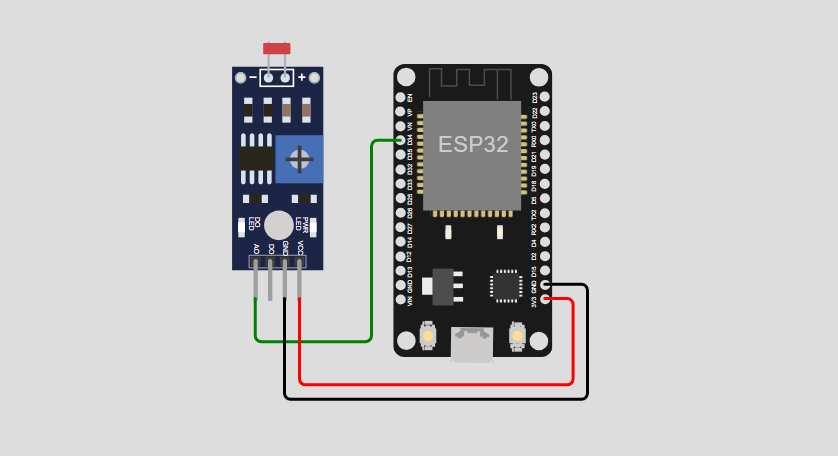 − +
DO
LED
PWR
LED
AO
DO
GND
VCC
ESP32
EN
VP
VN
D34
D35
D32
D33
D25
D26
D27
D14
D12
D13
GND
VIN
D23
D22
TX0
RX0
D21
D19
D18
D5
TX2
RX2
D4
D2
D15
GND
3V3